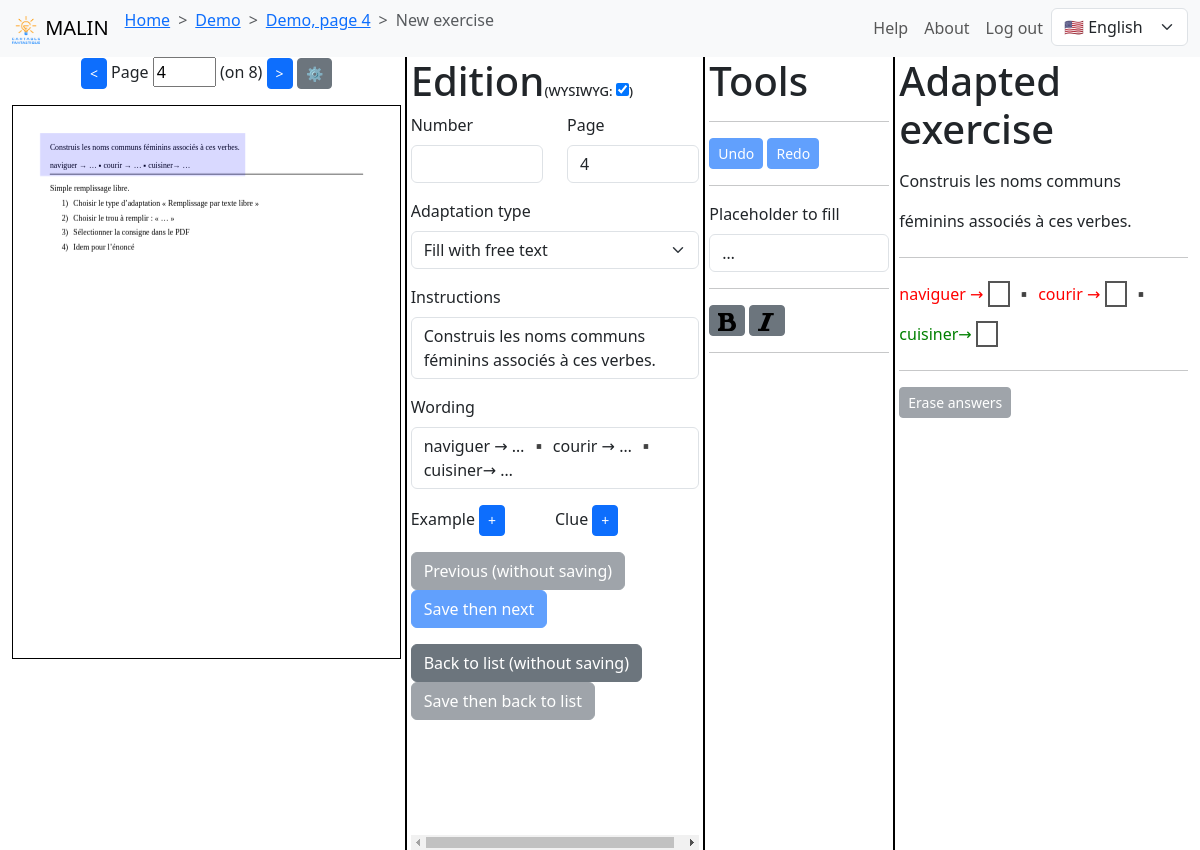 MALIN
Home > Demo > Demo, page 4 > New exercise
Help About Log out 🇺🇸 English
< Page 4 (on 8) > ⚙️
Construis les noms communs féminins associés à ces verbes.
naviguer → … ▪ courir → … ▪ cuisiner→ …
Simple remplissage libre.
1) Choisir le type d’adaptation « Remplissage par texte libre »
2) Choisir le trou à remplir : « … »
3) Sélectionner la consigne dans le PDF
4) Idem pour l’énoncé
Edition(WYSIWYG: )
Number Page
4
Adaptation type
Fill with free text
Instructions
Construis les noms communs
féminins associés à ces verbes.
Wording
naviguer → … ▪ courir → … ▪
cuisiner→ …
Example + Clue +
Previous (without saving)
Save then next
Back to list (without saving)
Save then back to list
Tools
Undo Redo
Placeholder to fill
…
B I
Adapted
exercise
Construis les noms communs
féminins associés à ces verbes.
naviguer → ▪ courir → ▪
cuisiner→
Erase answers